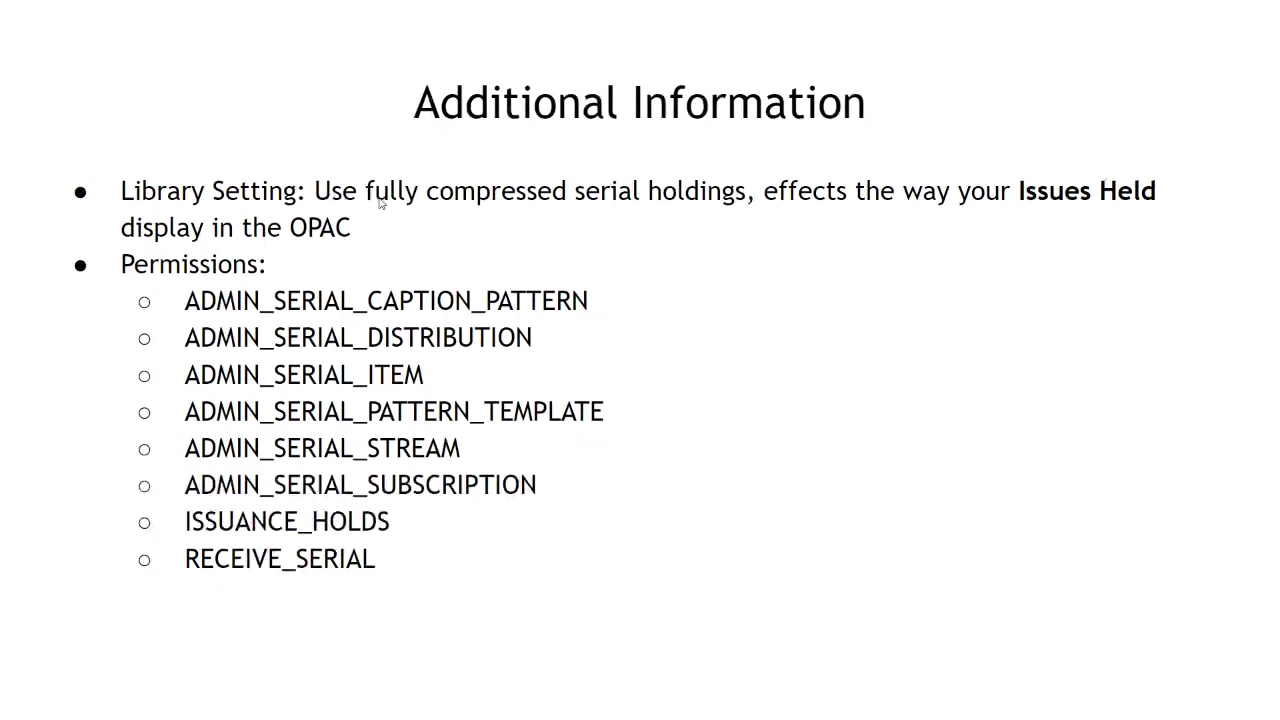 Additional Information
● Library Setting: Use fully compressed serial holdings, effects the way your Issues Held
display in the OPAC
● Permissions:
○ ADMIN_SERIAL_CAPTION_PATTERN
○ ADMIN_SERIAL_DISTRIBUTION
○ ADMIN_SERIAL_ITEM
○ ADMIN_SERIAL_PATTERN_TEMPLATE
○ ADMIN_SERIAL_STREAM
○ ADMIN_SERIAL_SUBSCRIPTION
○ ISSUANCE_HOLDS
○ RECEIVE_SERIAL